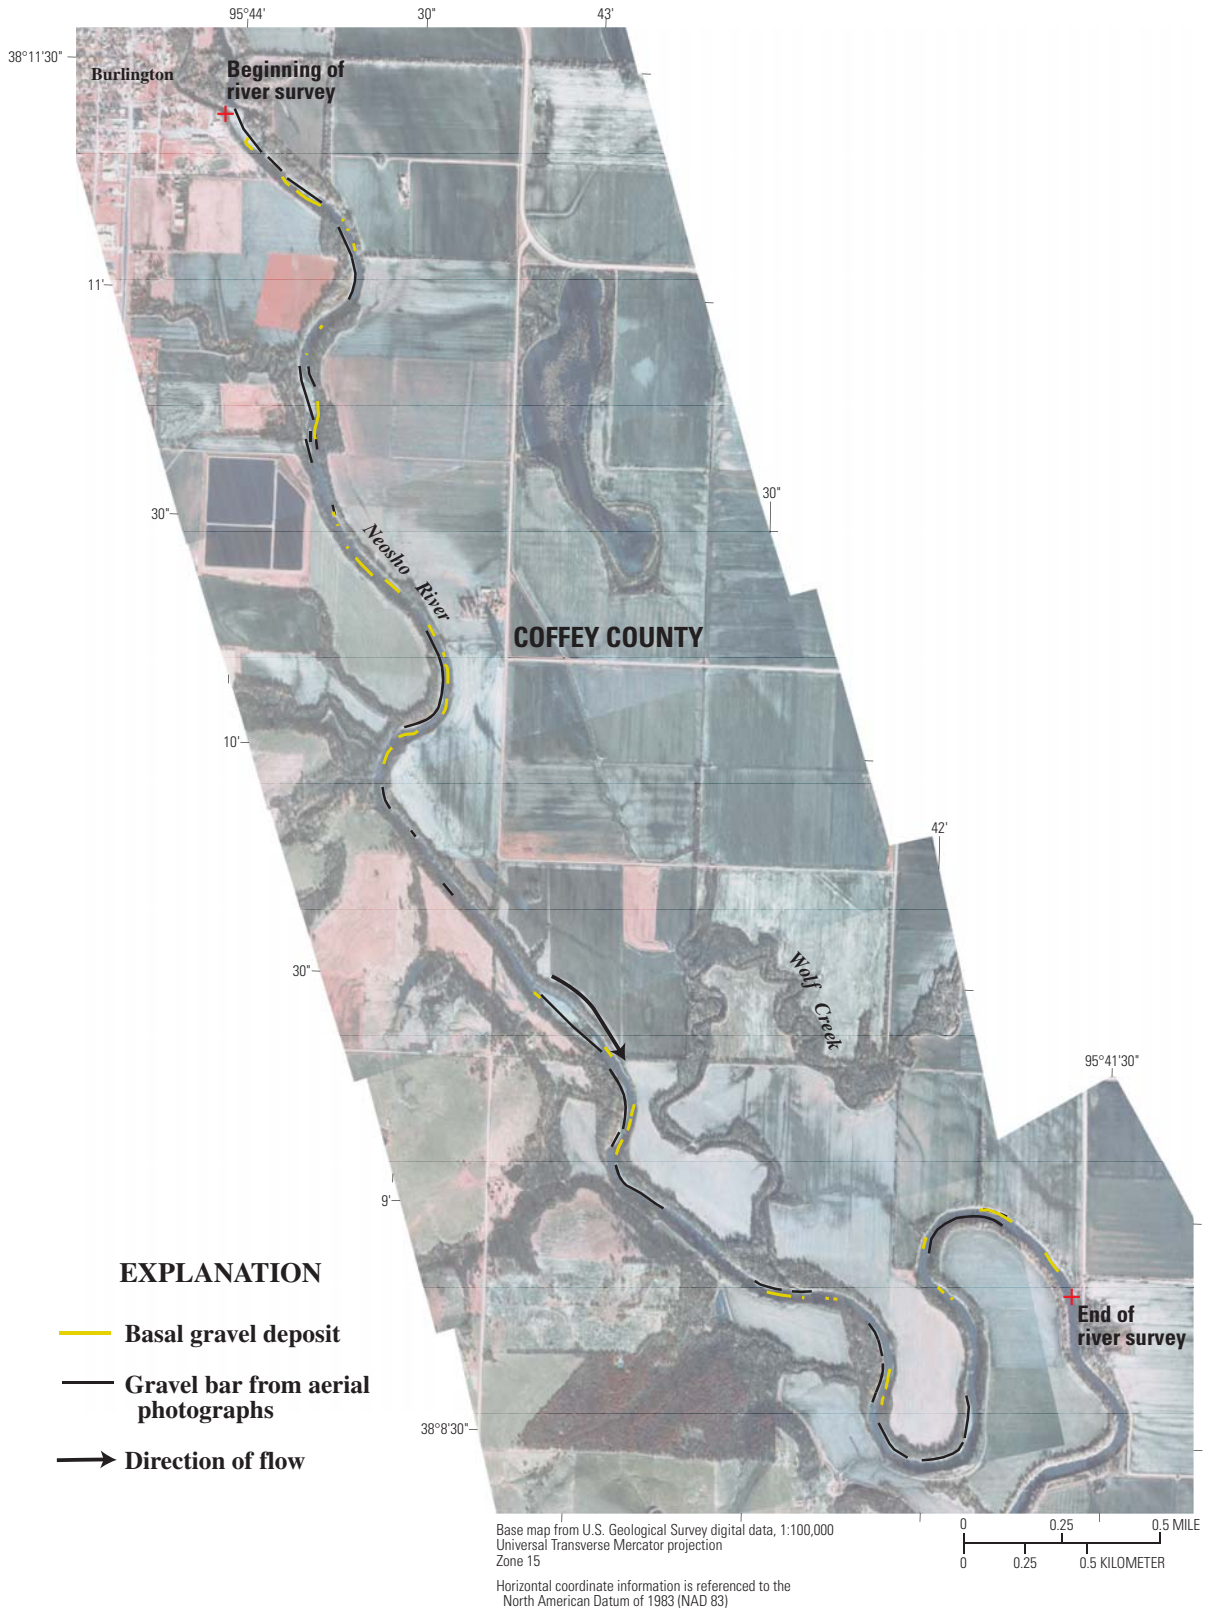 95°44'
30"
43'
38°11'30"
Burlington
Beginning of
river survey
11'
30"
30"
Neosho River
COFFEY COUNTY
10'
42'
30"
Wolf Creek
95°41'30"
9'
EXPLANATION
Basal gravel deposit
Gravel bar from aerial
photographs
Direction of flow
End of
river survey
38°8'30"
Base map from U.S. Geological Survey digital data, 1:100,000
Universal Transverse Mercator projection
Zone 15
Horizontal coordinate information is referenced to the
North American Datum of 1983 (NAD 83)
0 0.25 0.5 MILE
0 0.25 0.5 KILOMETER